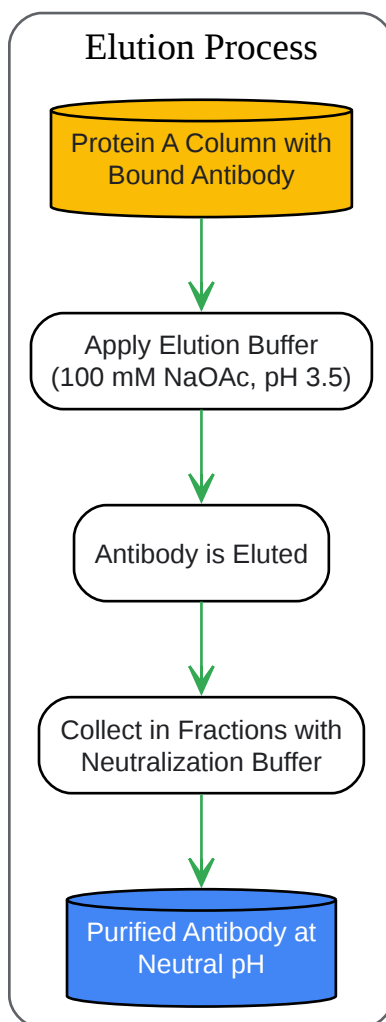 Elution Process
Protein A Column with
Bound Antibody
Apply Elution Buffer
(100 mM NaOAc, pH 3.5)
Antibody is Eluted
Collect in Fractions with
Neutralization Buffer
Purified Antibody at
Neutral pH